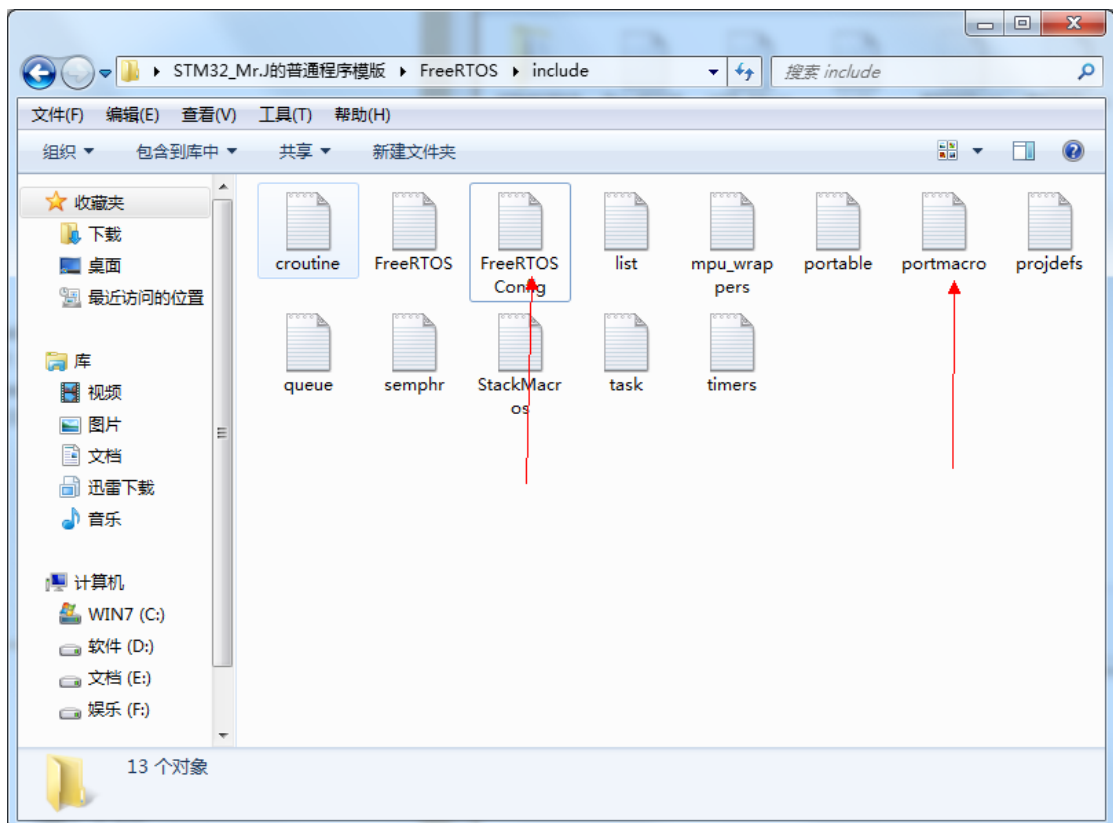 STM32_Mr.J的普通程序模版 FreeRTOS include
搜索 include
文件(F) 编辑(E) 查看(V) 工具(T) 帮助(H)
组织 包含到库中 共享 新建文件夹
收藏夹
下载
桌面
最近访问的位置
库
视频
图片
文档
迅雷下载
音乐
计算机
WIN7 (C:)
软件 (D:)
文档 (E:)
娱乐 (F:)
croutine
FreeRTOS
FreeRTOS
Config
list
mpu_wrap
pers
portable
portmacro
projdefs
queue
semphr
StackMacr
os
task
timers
13 个对象